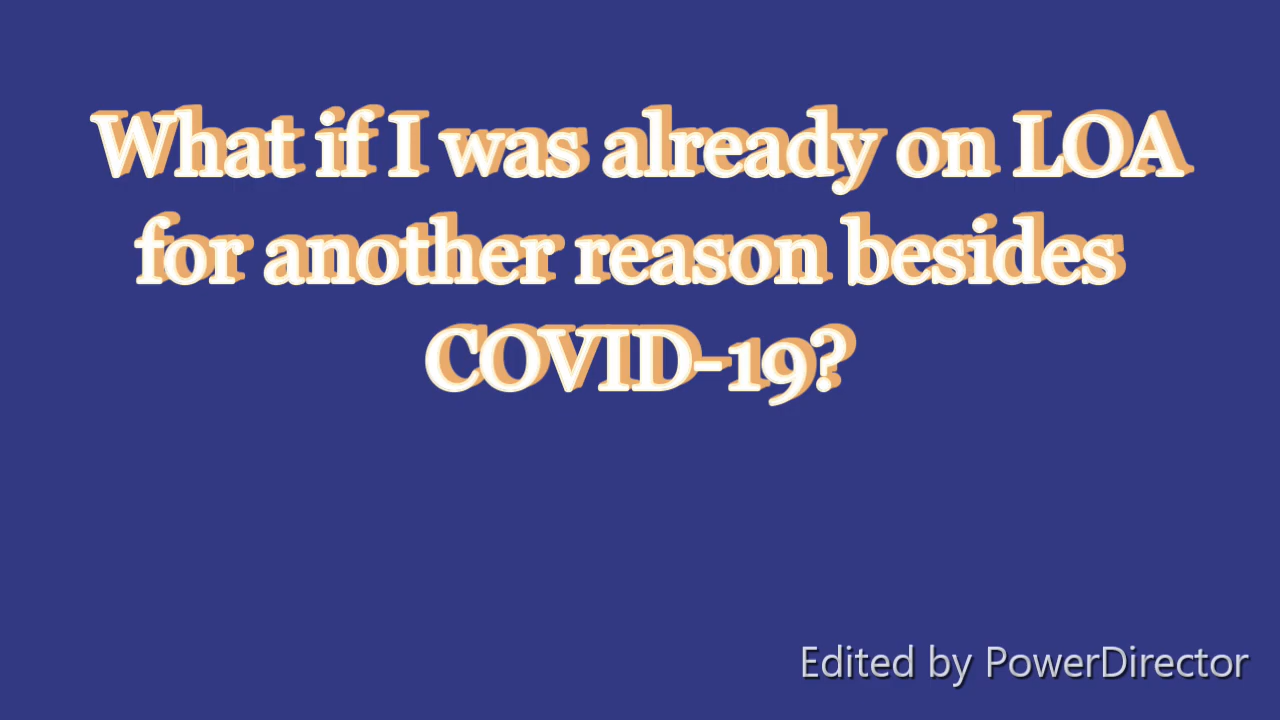 What if I was already on LOA
for another reason besides
COVID-19?
Edited by PowerDirector